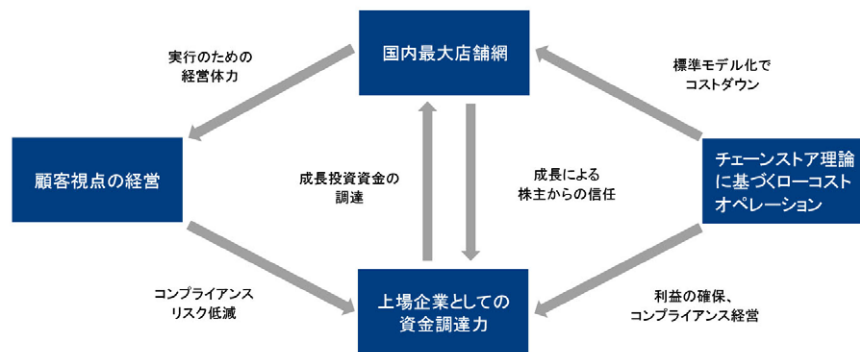 実行のための
経営体力
国内最大店舗網
標準モデル化で
コストダウン
顧客視点の経営
成長投資資金の
調達
成長による
株主からの信任
チェーンストア理論
に基づくローコスト
オペレーション
コンプライアンス
リスク低減
上場企業としての
資金調達力
利益の確保、
コンプライアンス経営